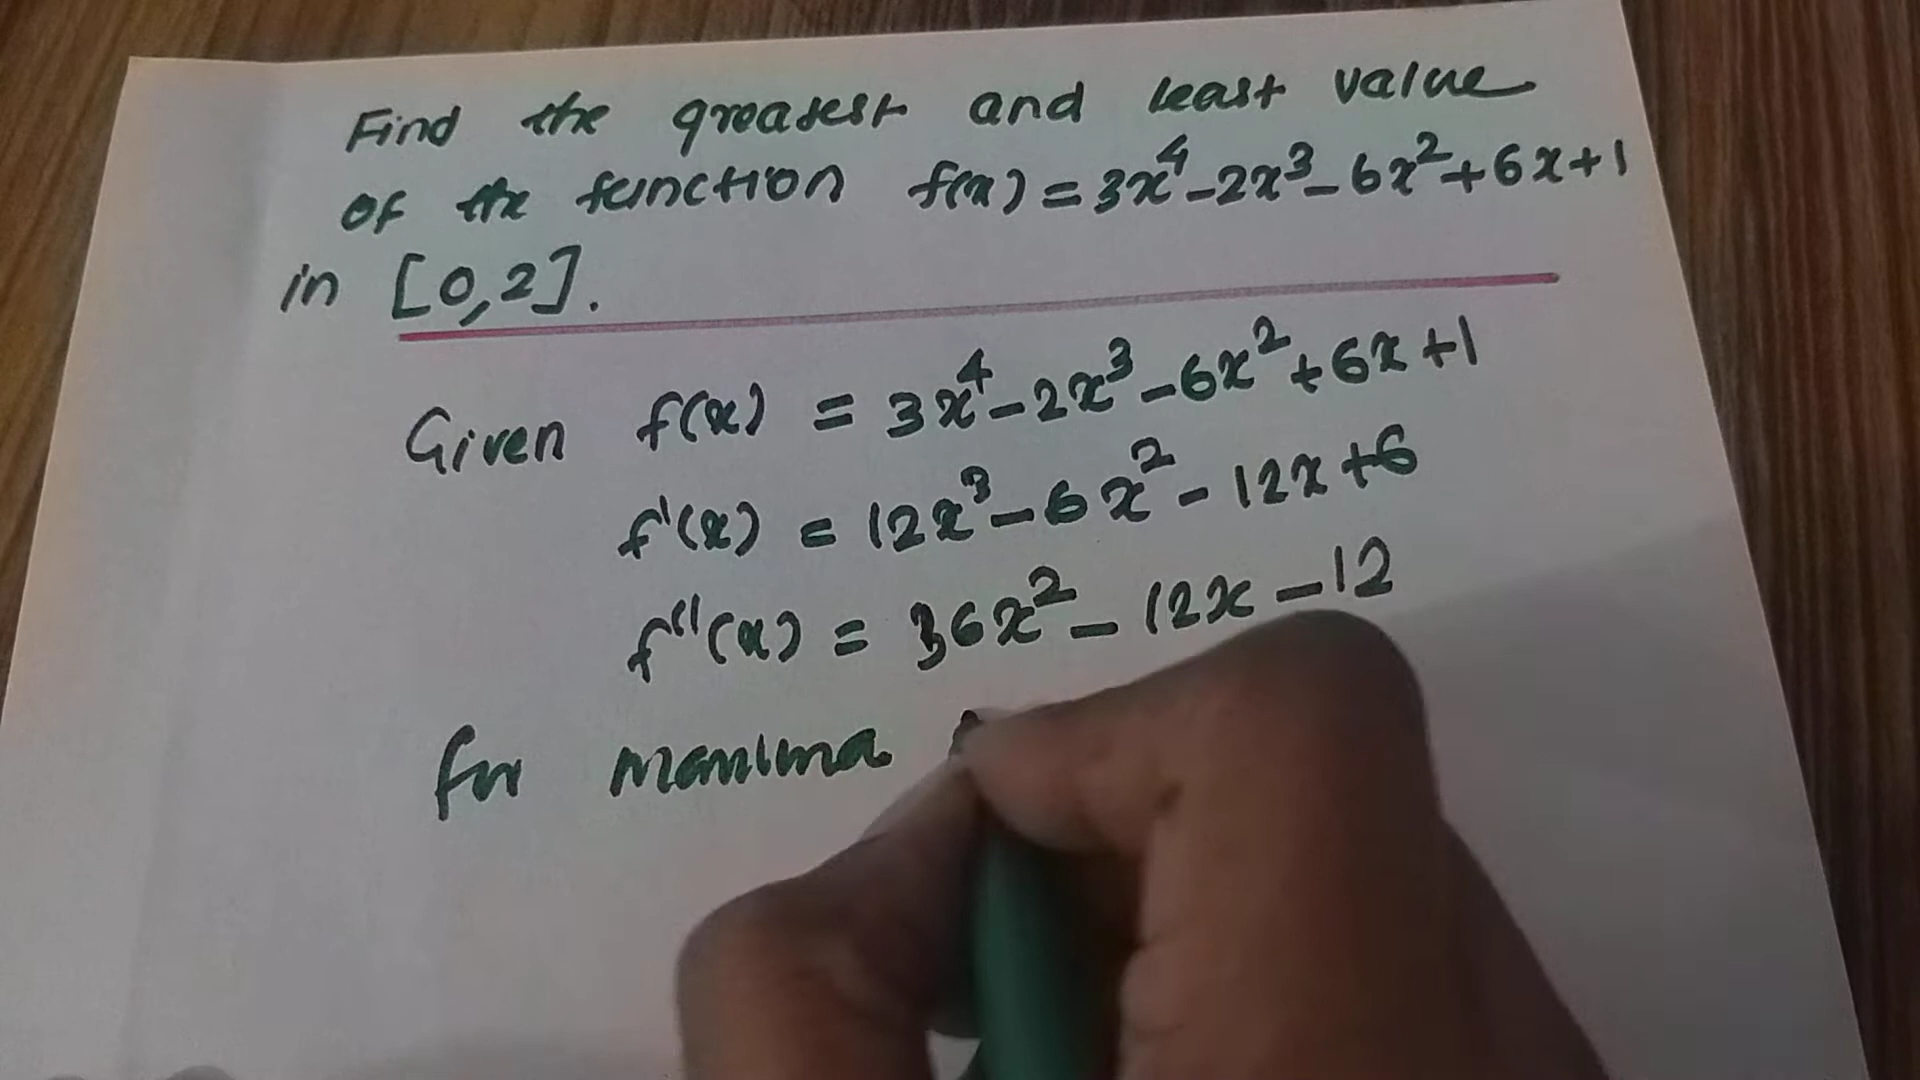 Find the greatest and least value
of the function f(x) = 3x⁴-2x³-6x²+6x+1
in [0,2].
Given f(x) = 3x⁴-2x³-6x²+6x+1
f'(x) = 12x³-6x²-12x+6
f''(x) = 36x²-12x-12
for maxima